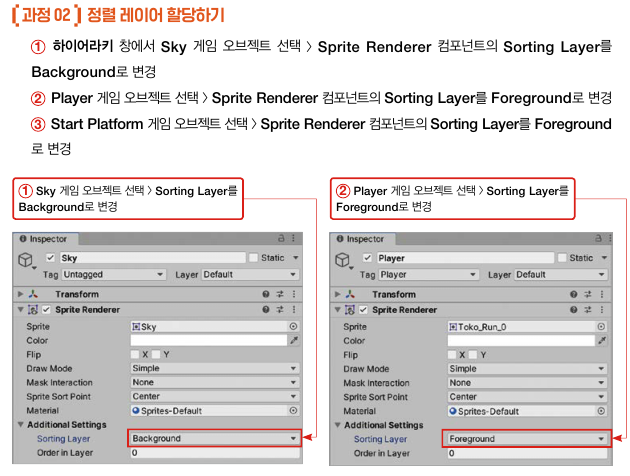 [과정 02] 정렬 레이어 할당하기
① 하이어라키 창에서 Sky 게임 오브젝트 선택 > Sprite Renderer 컴포넌트의 Sorting Layer를
Background로 변경
② Player 게임 오브젝트 선택 > Sprite Renderer 컴포넌트의 Sorting Layer를 Foreground로 변경
③ Start Platform 게임 오브젝트 선택 > Sprite Renderer 컴포넌트의 Sorting Layer를 Foreground
로 변경
① Sky 게임 오브젝트 선택 > Sorting Layer를
Background로 변경
Inspector
Sky
Static
Tag Untagged Layer Default
Transform
Sprite Renderer
Sprite Sky
Color
Flip X Y
Draw Mode Simple
Mask Interaction None
Sprite Sort Point Center
Material Sprites-Default
Additional Settings
Sorting Layer Background
Order in Layer 0
② Player 게임 오브젝트 선택 > Sorting Layer를
Foreground로 변경
Inspector
Player
Static
Tag Player Layer Default
Transform
Sprite Renderer
Sprite Toko_Run_0
Color
Flip X Y
Draw Mode Simple
Mask Interaction None
Sprite Sort Point Center
Material Sprites-Default
Additional Settings
Sorting Layer Foreground
Order in Layer 0